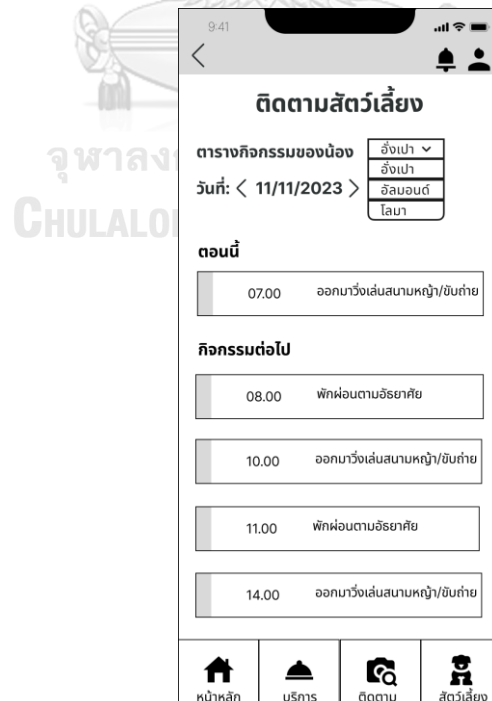 9:41
ติดตามสัตว์เลี้ยง
ตารางกิจกรรมของน้อง อั่งเปา
อั่งเปา
วันที่: < 11/11/2023 > อัลมอนด์
โลมา
ตอนนี้
07.00 ออกมาวิ่งเล่นสนามหญ้า/ขับถ่าย
กิจกรรมต่อไป
08.00 พักผ่อนตามอัธยาศัย
10.00 ออกมาวิ่งเล่นสนามหญ้า/ขับถ่าย
11.00 พักผ่อนตามอัธยาศัย
14.00 ออกมาวิ่งเล่นสนามหญ้า/ขับถ่าย
หน้าหลัก บริการ ติดตาม สัตว์เลี้ยง